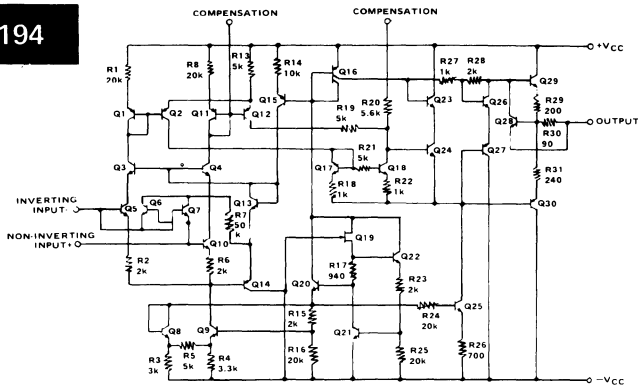 194
COMPENSATION COMPENSATION
+VCC
R1 20k
R8 20k
R13 5k
R14 10k
Q16
R27 1k
R28 2k
Q29
Q1
Q2
Q11
Q12
Q15
R19 5k
R20 5.6k
Q23
Q26
Q28
R29 200
OUTPUT
R30 90
Q3
Q4
Q17
R21 5k
Q18
Q24
Q27
R31 240
R18 1k
R22 1k
INVERTING INPUT-
Q5
Q6
Q7
Q13
R7 50 k
Q30
NON-INVERTING INPUT+
Q10
Q19
R2 2k
R6 2k
Q14
R17 940
Q22
Q20
R23 2k
Q8
Q9
R15 2k
Q21
R24 20k
Q25
R3 3k
R5 5k
R4 3.3k
R16 20k
R25 20k
R26 700
-VCC